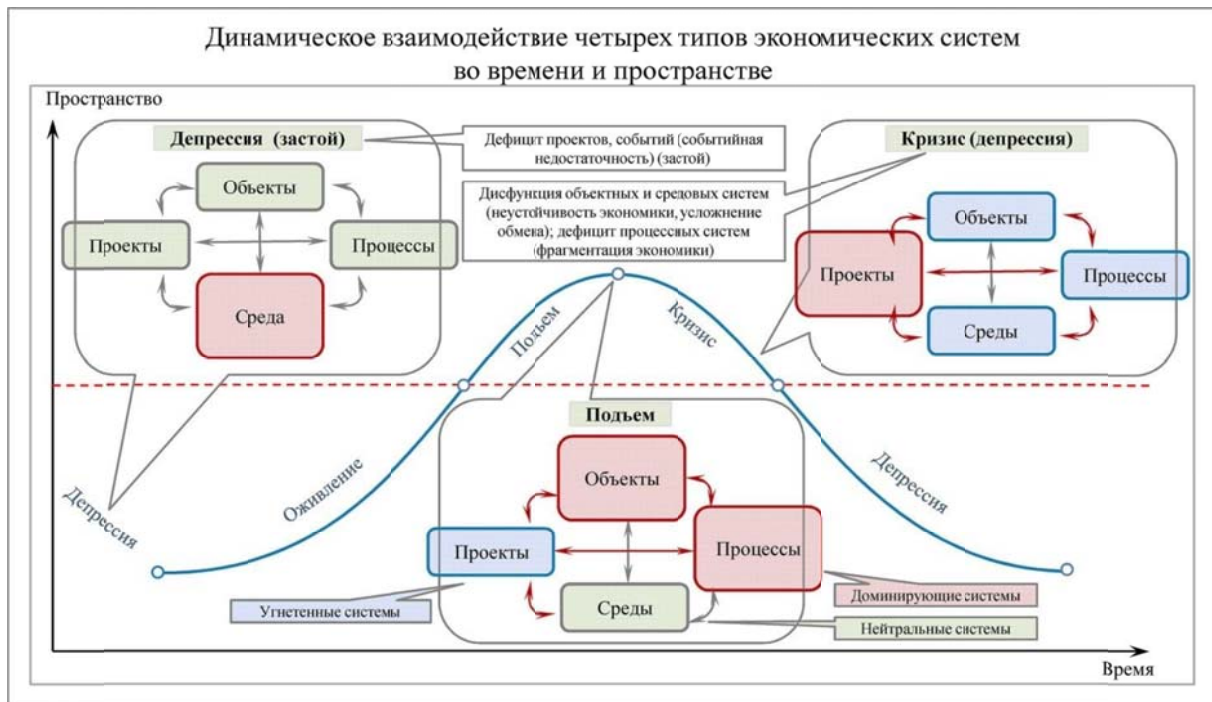 Динамическое взаимодействие четырех типов экономических систем
во времени и пространстве
Пространство
Депрессия (застой)
Объекты
Проекты
Процессы
Среда
Дефицит проектов, событий (событийная
недостаточность) (застой)
Дисфункция объектных и средовых систем
(неустойчивость экономики, усложнение
обмена); дефицит процессных систем
(фрагментация экономики)
Кризис (депрессия)
Объекты
Проекты
Процессы
Среды
Депрессия
Оживление
Подъем
Кризис
Депрессия
Подъем
Объекты
Проекты
Процессы
Среды
Угнетенные системы
Доминирующие системы
Нейтральные системы
Время